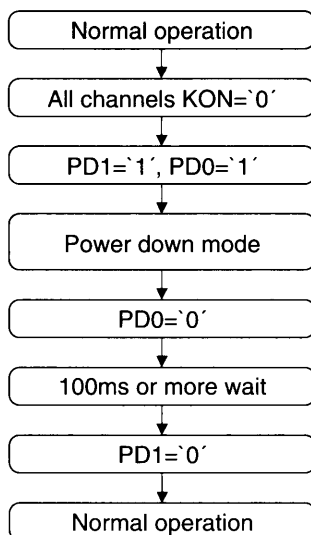 Normal operation
All channels KON=`0´
PD1=`1´, PD0=`1´
Power down mode
PD0=`0´
100ms or more wait
PD1=`0´
Normal operation